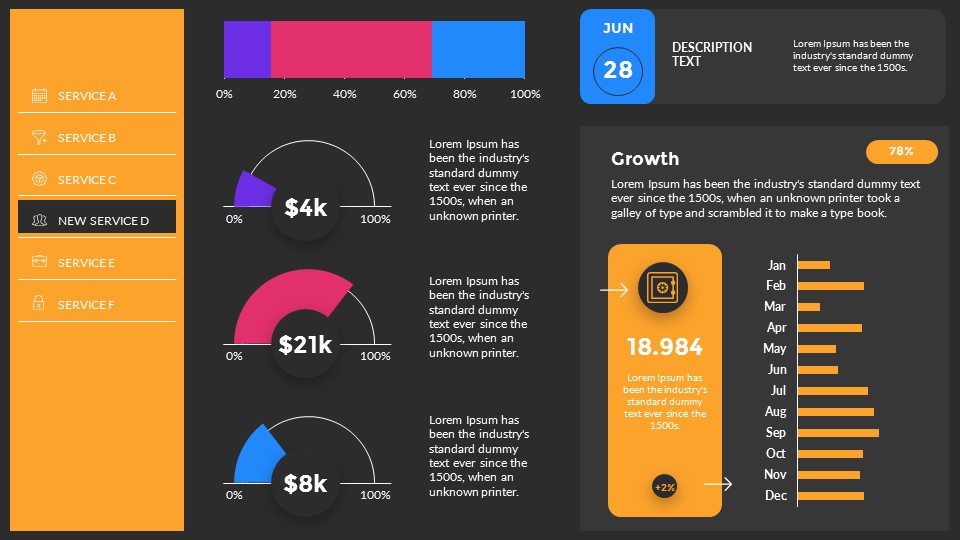 SERVICE A
SERVICE B
SERVICE C
NEW SERVICE D
SERVICE E
SERVICE F
0% 20% 40% 60% 80% 100%
$4k
0% 100%
Lorem Ipsum has
been the industry's
standard dummy
text ever since the
1500s, when an
unknown printer.
$21k
0% 100%
Lorem Ipsum has
been the industry's
standard dummy
text ever since the
1500s, when an
unknown printer.
$8k
0% 100%
Lorem Ipsum has
been the industry's
standard dummy
text ever since the
1500s, when an
unknown printer.
JUN
28
DESCRIPTION
TEXT
Lorem Ipsum has been the
industry's standard dummy
text ever since the 1500s.
78%
Growth
Lorem Ipsum has been the industry's standard dummy text
ever since the 1500s, when an unknown printer took a
galley of type and scrambled it to make a type book.
18.984
Lorem Ipsum has
been the industry's
standard dummy
text ever since the
1500s.
+2%
Jan
Feb
Mar
Apr
May
Jun
Jul
Aug
Sep
Oct
Nov
Dec